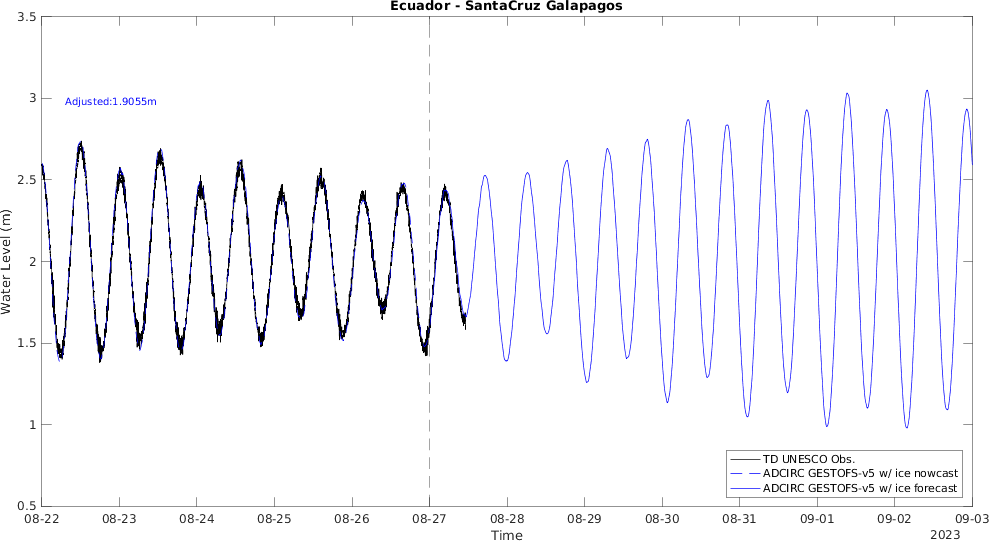 Ecuador - SantaCruz Galapagos
3.5
3
2.5
2
1.5
1
0.5
Water Level (m)
Adjusted:1.9055m
TD UNESCO Obs.
ADCIRC GESTOFS-v5 w/ ice nowcast
ADCIRC GESTOFS-v5 w/ ice forecast
08-22 08-23 08-24 08-25 08-26 08-27 08-28 08-29 08-30 08-31 09-01 09-02 09-03
Time
2023